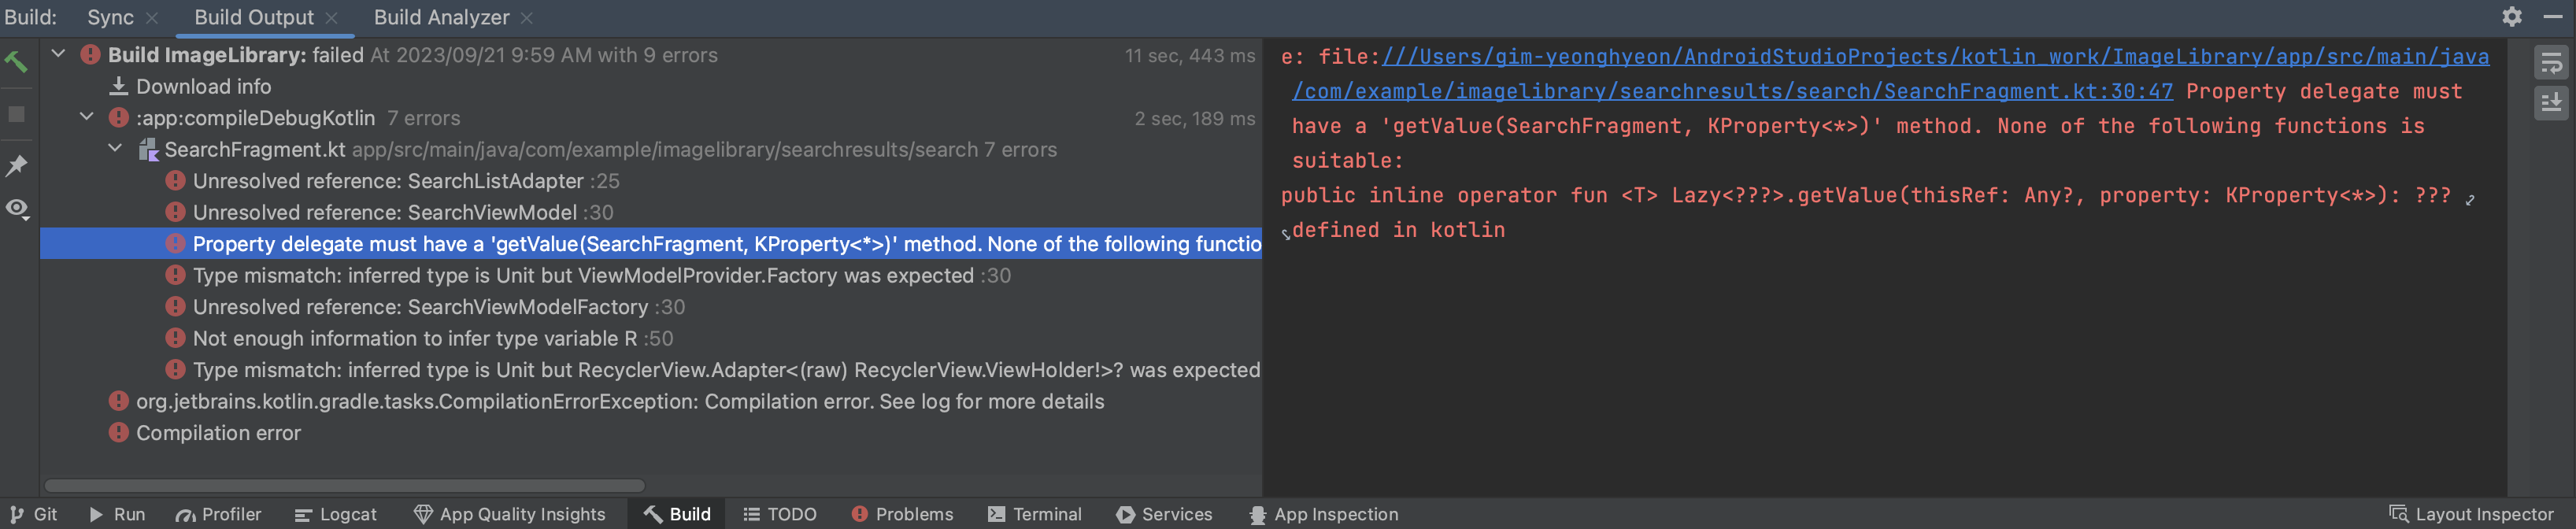 Build: Sync Build Output Build Analyzer
Build ImageLibrary: failed At 2023/09/21 9:59 AM with 9 errors 11 sec, 443 ms
Download info
:app:compileDebugKotlin 7 errors 2 sec, 189 ms
SearchFragment.kt app/src/main/java/com/example/imagelibrary/searchresults/search 7 errors
Unresolved reference: SearchListAdapter :25
Unresolved reference: SearchViewModel :30
Property delegate must have a 'getValue(SearchFragment, KProperty<*>)' method. None of the following functio
Type mismatch: inferred type is Unit but ViewModelProvider.Factory was expected :30
Unresolved reference: SearchViewModelFactory :30
Not enough information to infer type variable R :50
Type mismatch: inferred type is Unit but RecyclerView.Adapter<(raw) RecyclerView.ViewHolder!>? was expected
org.jetbrains.kotlin.gradle.tasks.CompilationErrorException: Compilation error. See log for more details
Compilation error
e: file:///Users/gim-yeonghyeon/AndroidStudioProjects/kotlin_work/ImageLibrary/app/src/main/java
/com/example/imagelibrary/searchresults/search/SearchFragment.kt:30:47 Property delegate must
have a 'getValue(SearchFragment, KProperty<*>)' method. None of the following functions is
suitable:
public inline operator fun <T> Lazy<???>.getValue(thisRef: Any?, property: KProperty<*>): ???
defined in kotlin
Git Run Profiler Logcat App Quality Insights Build TODO Problems Terminal Services App Inspection Layout Inspector